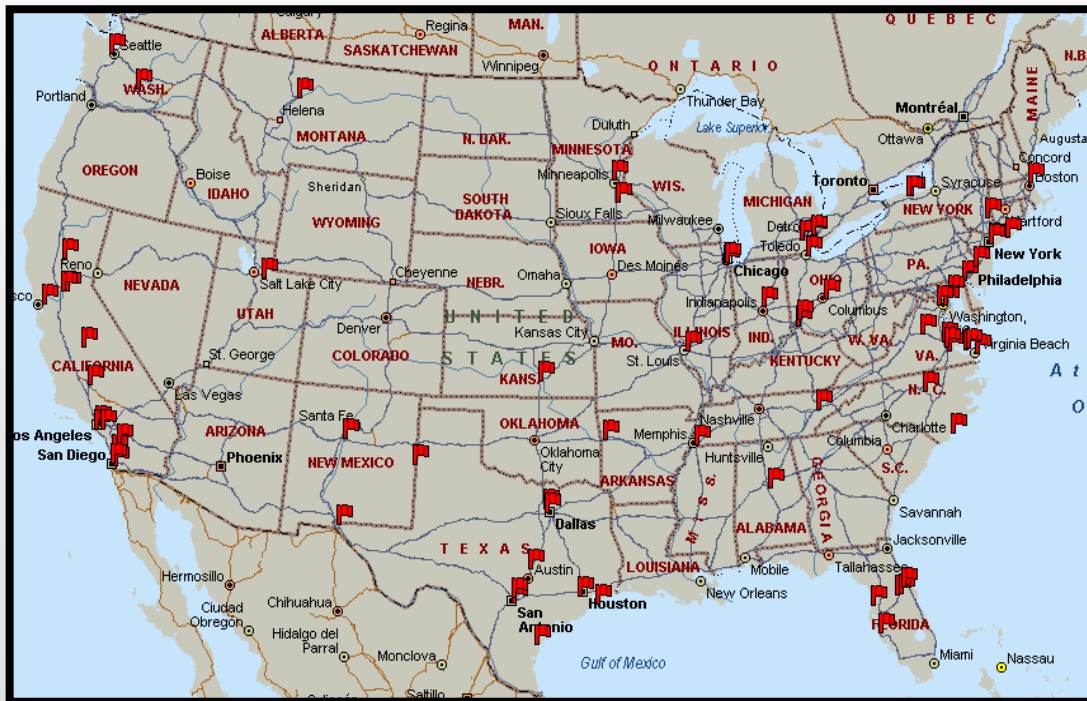 QUEBEC
Calgary
Regina
MAN.
ALBERTA
SASKATCHEWAN
Seattle
Winnipeg
ONTARIO
N.B.
WASH.
Thunder Bay
MAINE
Portland
Helena
Montréal
MONTANA
N. DAK.
Duluth
Lake Superior
Ottawa
Augusta
MINNESOTA
Concord
OREGON
Boise
Minneapolis
WIS.
Toronto
Boston
IDAHO
Sheridan
Syracuse
SOUTH
DAKOTA
MICHIGAN
NEW YORK
WYOMING
Sioux Falls
Milwaukee
Detro
Hartford
IOWA
Toledo
New York
Reno
Cheyenne
Chicago
PA.
sco
NEVADA
Salt Lake City
NEBR.
Omaha
Des Moines
OHIO
Philadelphia
UTAH
Indianapolis
Columbus
Denver
UNITED
Kansas City
ILLINOIS
IND.
Washington,
MO.
W. VA.
Virginia Beach
St. George
COLORADO
STATES
St. Louis
KENTUCKY
VA.
CALIFORNIA
KANS.
At
Las Vegas
N. C.
O
Santa Fe
Nashville
os Angeles
ARIZONA
OKLAHOMA
Memphis
Charlotte
San Diego
Phoenix
NEW MEXICO
Oklahoma
City
Huntsville
Columbia
ARKANSAS
S.C.
MISS.
GEORGIA
Savannah
Dallas
ALABAMA
TEXAS
Jacksonville
LOUISIANA
Mobile
Tallahassee
Hermosillo
Austin
New Orleans
Chihuahua
Houston
Ciudad
Obregón
San
Antonio
FLORIDA
Hidalgo del
Parral
Monclova
Gulf of Mexico
Miami
Nassau
Saltillo